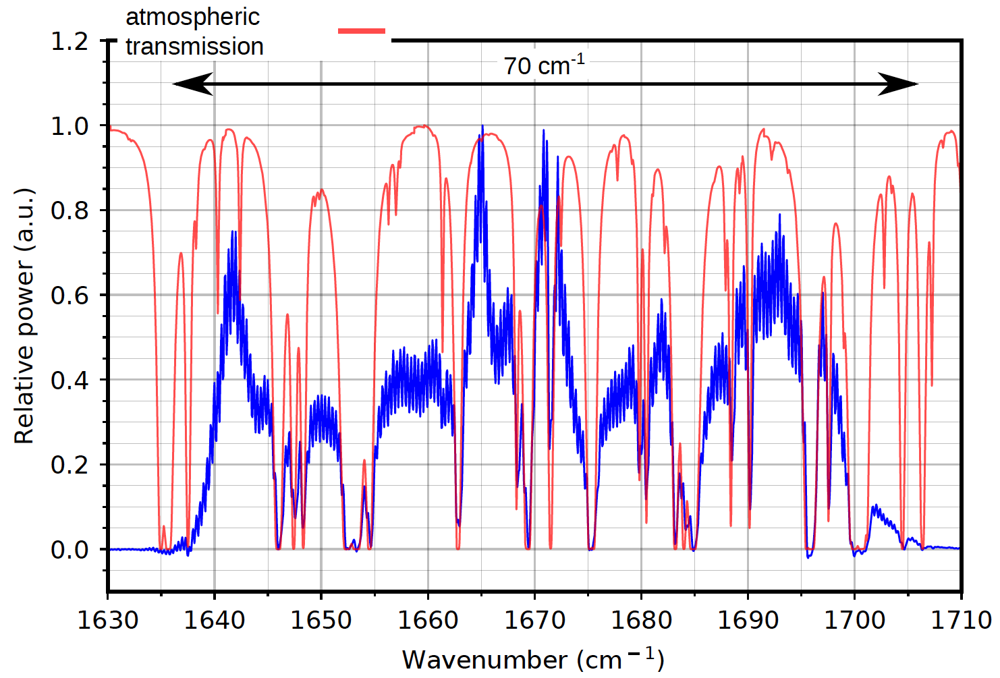 atmospheric
transmission
70 cm⁻¹
1.2
1.0
0.8
0.6
0.4
0.2
0.0
Relative power (a.u.)
1630 1640 1650 1660 1670 1680 1690 1700 1710
Wavenumber (cm⁻¹)